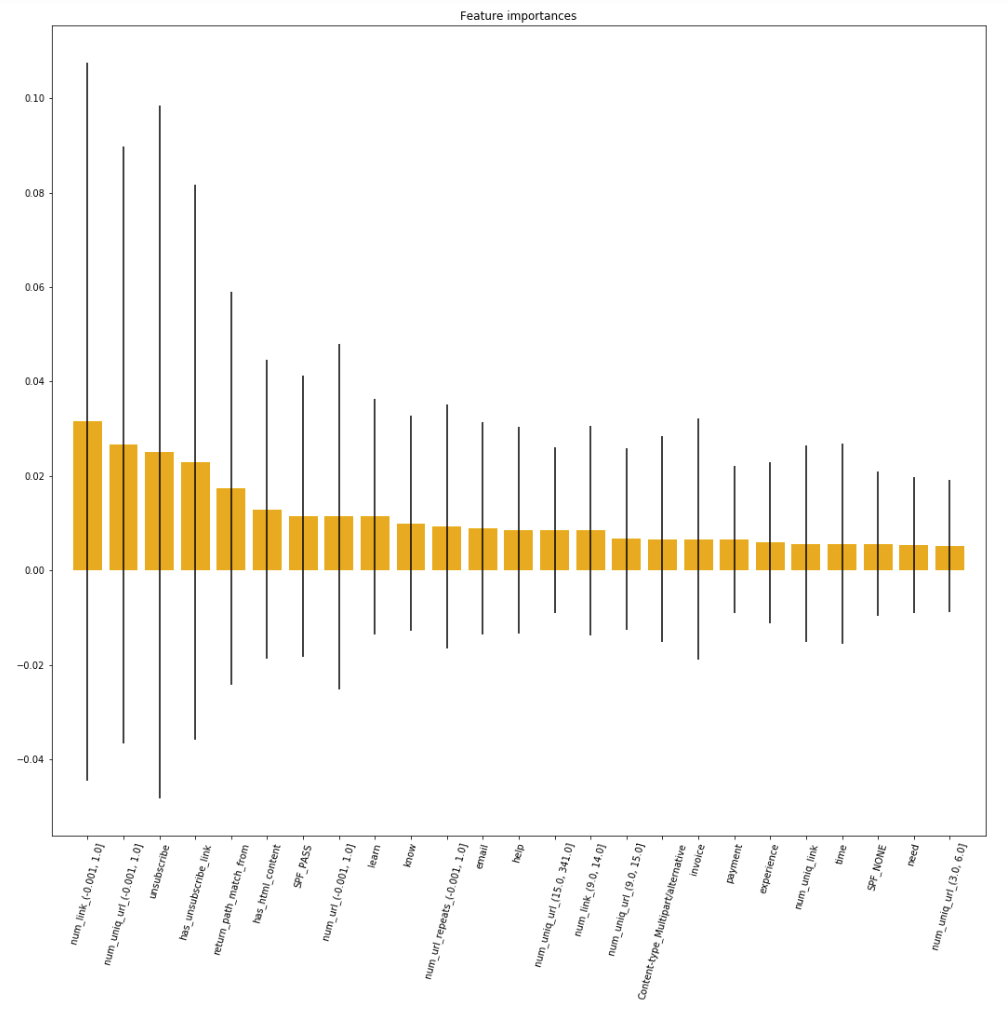 Feature importances
0.10
0.08
0.06
0.04
0.02
0.00
−0.02
−0.04
num_link_(-0.001, 1.0]
num_uniq_url_(-0.001, 1.0]
unsubscribe
has_unsubscribe_link
return_path_match_from
has_html_content
SPF_PASS
num_url_(-0.001, 1.0]
learn
know
num_url_repeats_(-0.001, 1.0]
email
help
num_uniq_url_(15.0, 341.0]
num_link_(9.0, 14.0]
num_uniq_url_(9.0, 15.0]
Content-type_Multipart/alternative
invoice
payment
experience
num_uniq_link
time
SPF_NONE
need
num_uniq_url_(3.0, 6.0]